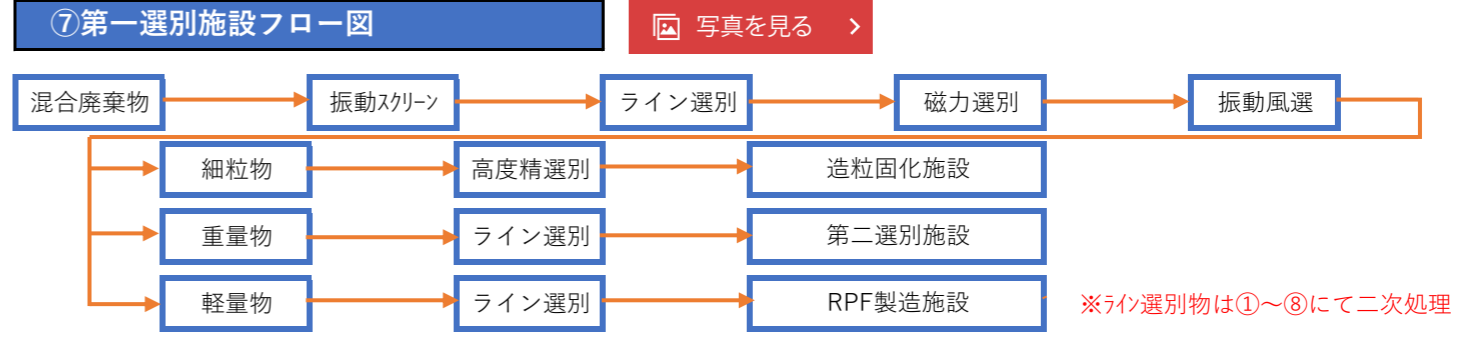 ⑦第一選別施設フロー図
写真を見る
混合廃棄物 振動ｽｸﾘｰﾝ ライン選別 磁力選別 振動風選
細粒物 高度精選別 造粒固化施設
重量物 ライン選別 第二選別施設
軽量物 ライン選別 RPF製造施設 ※ﾗｲﾝ選別物は①～⑧にて二次処理